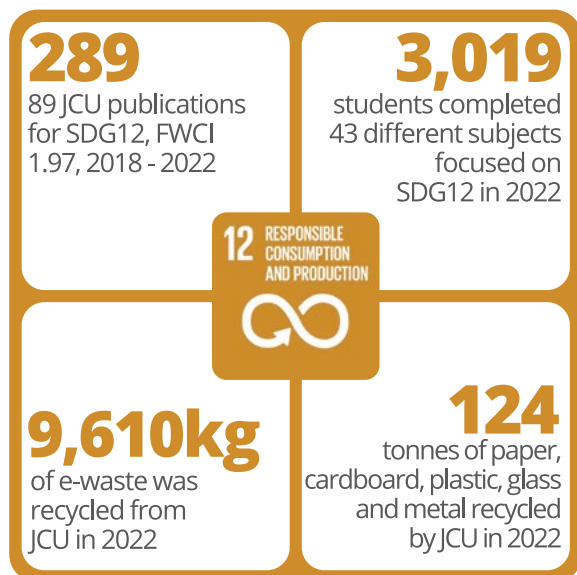 289
89 JCU publications
for SDG12, FWCI
1.97, 2018 - 2022
3,019
students completed
43 different subjects
focused on
SDG12 in 2022
12 RESPONSIBLE
CONSUMPTION
AND PRODUCTION
9,610kg
of e-waste was
recycled from
JCU in 2022
124
tonnes of paper,
cardboard, plastic, glass
and metal recycled
by JCU in 2022